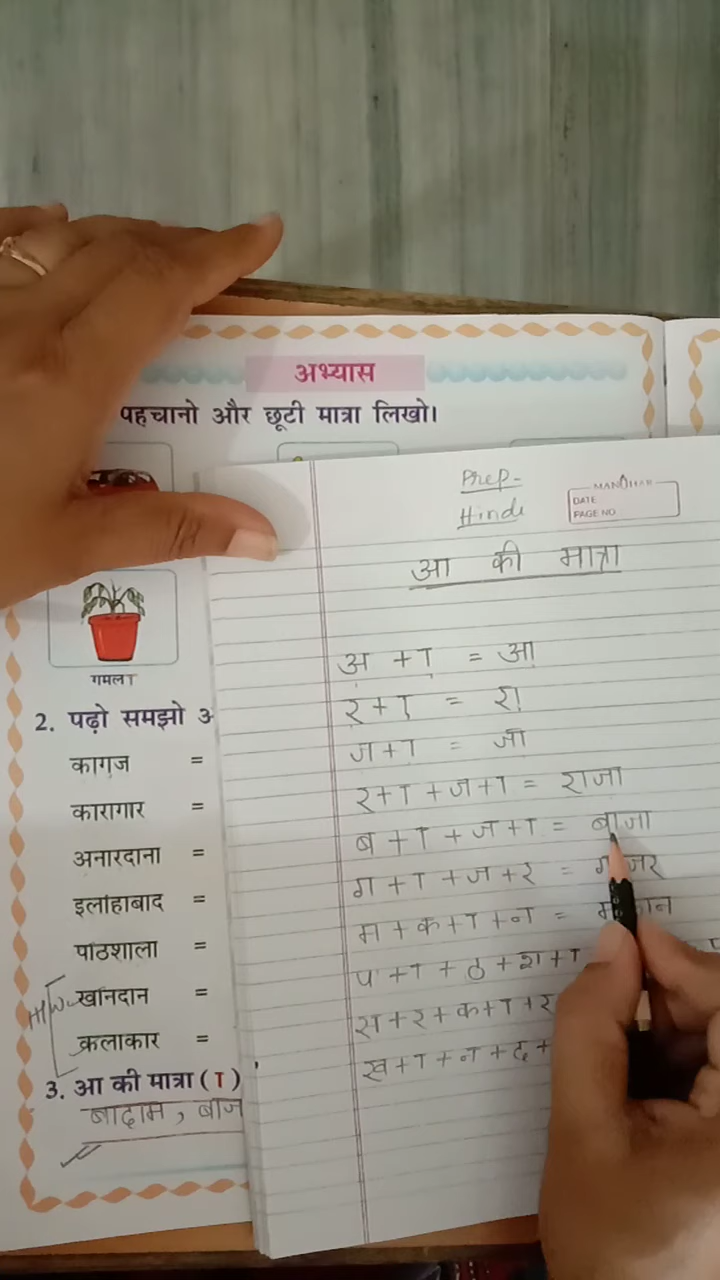 अभ्यास
पहचानो और छूटी मात्रा लिखो।
Prep-
Hindi
MANOHAR
DATE
PAGE NO.
आ की मात्रा
अ + ा = आ
र + ा = रा
ज + ा = जा
र + ा + ज + ा = राजा
ब + ा + ज + ा = बाजा
ग + ा + ज + र =
म + क + ा + न =
प + ा + ठ + श + ा
स + र + क + ा + र
ख + ा + न + द +
गमला
2. पढ़ो समझो
कागज =
कारागार =
अनारदाना =
इलाहाबाद =
पाठशाला =
H/W खानदान =
कलाकार =
3. आ की मात्रा (ा)
बादाम,